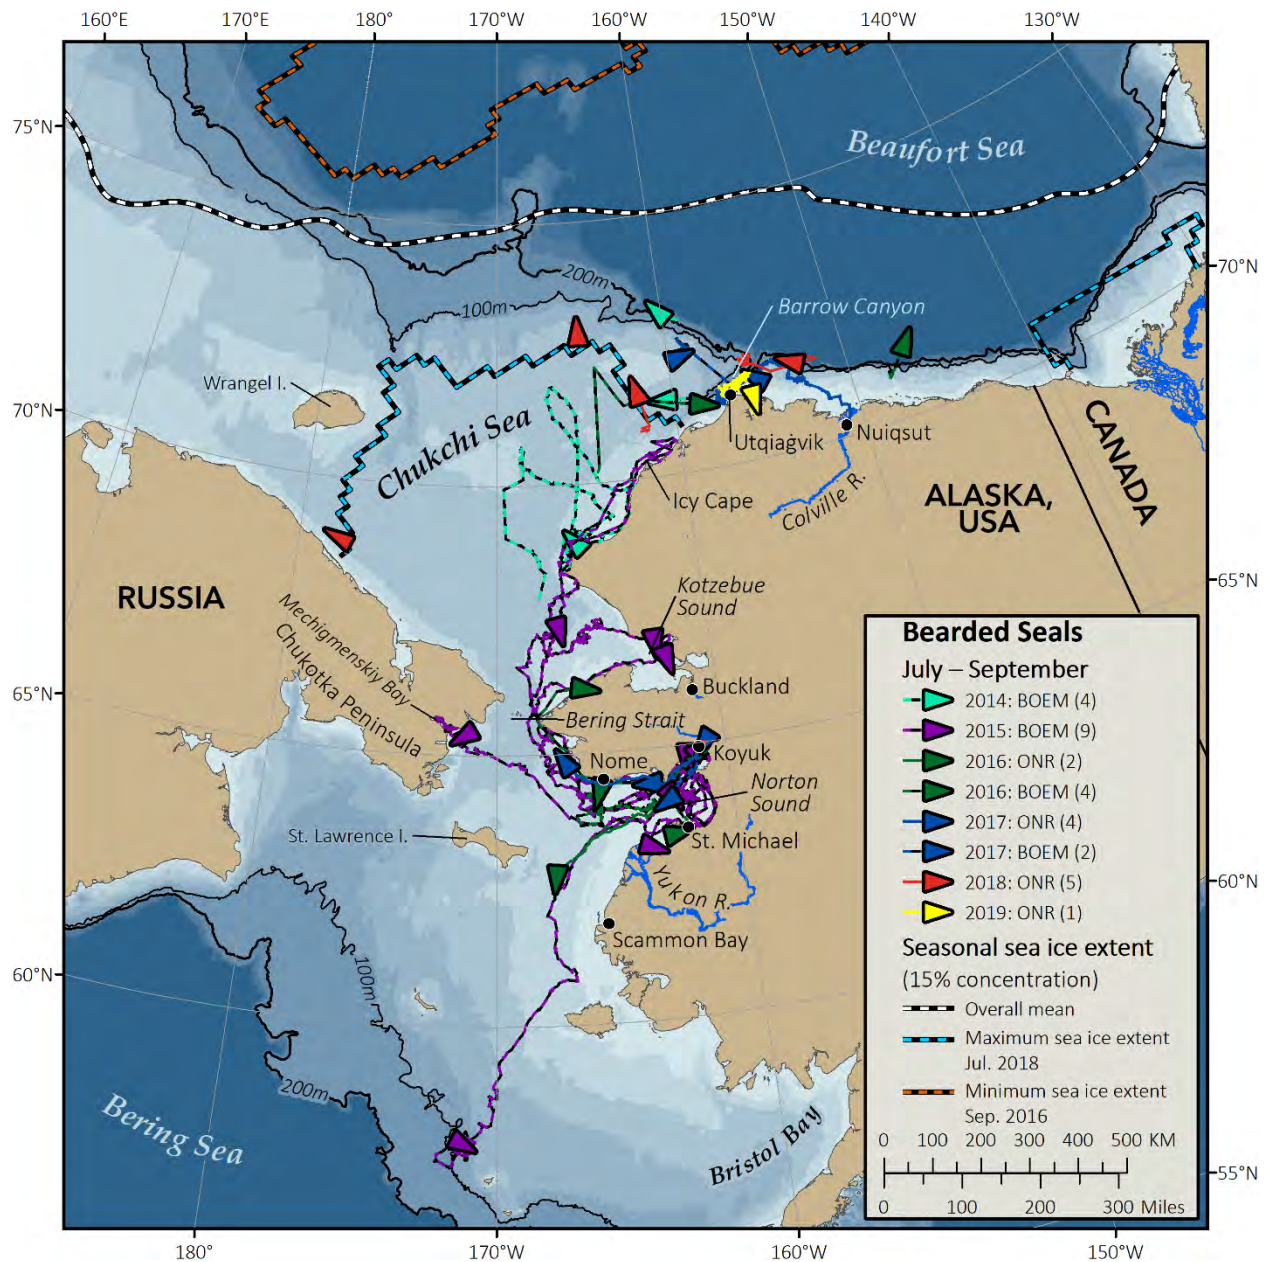 160°E 170°E 180° 170°W 160°W 150°W 140°W 130°W
75°N
Beaufort Sea
200m
70°N
100m
Barrow Canyon
Wrangel I.
70°N
Chukchi Sea
Utqiaġvik
Nuiqsut
CANADA
Icy Cape
Colville R.
ALASKA,
USA
65°N
RUSSIA
Kotzebue
Sound
Mechigmenskiy Bay
Chukotka Peninsula
65°N
Buckland
Bering Strait
Nome
Koyuk
Norton
Sound
St. Lawrence I.
St. Michael
Yukon R.
60°N
Scammon Bay
100m
60°N
200m
Bering Sea
Bristol Bay
55°N
Bearded Seals
July – September
2014: BOEM (4)
2015: BOEM (9)
2016: ONR (2)
2016: BOEM (4)
2017: ONR (4)
2017: BOEM (2)
2018: ONR (5)
2019: ONR (1)
Seasonal sea ice extent
(15% concentration)
Overall mean
Maximum sea ice extent
Jul. 2018
Minimum sea ice extent
Sep. 2016
0 100 200 300 400 500 KM
0 100 200 300 Miles
180° 170°W 160°W 150°W